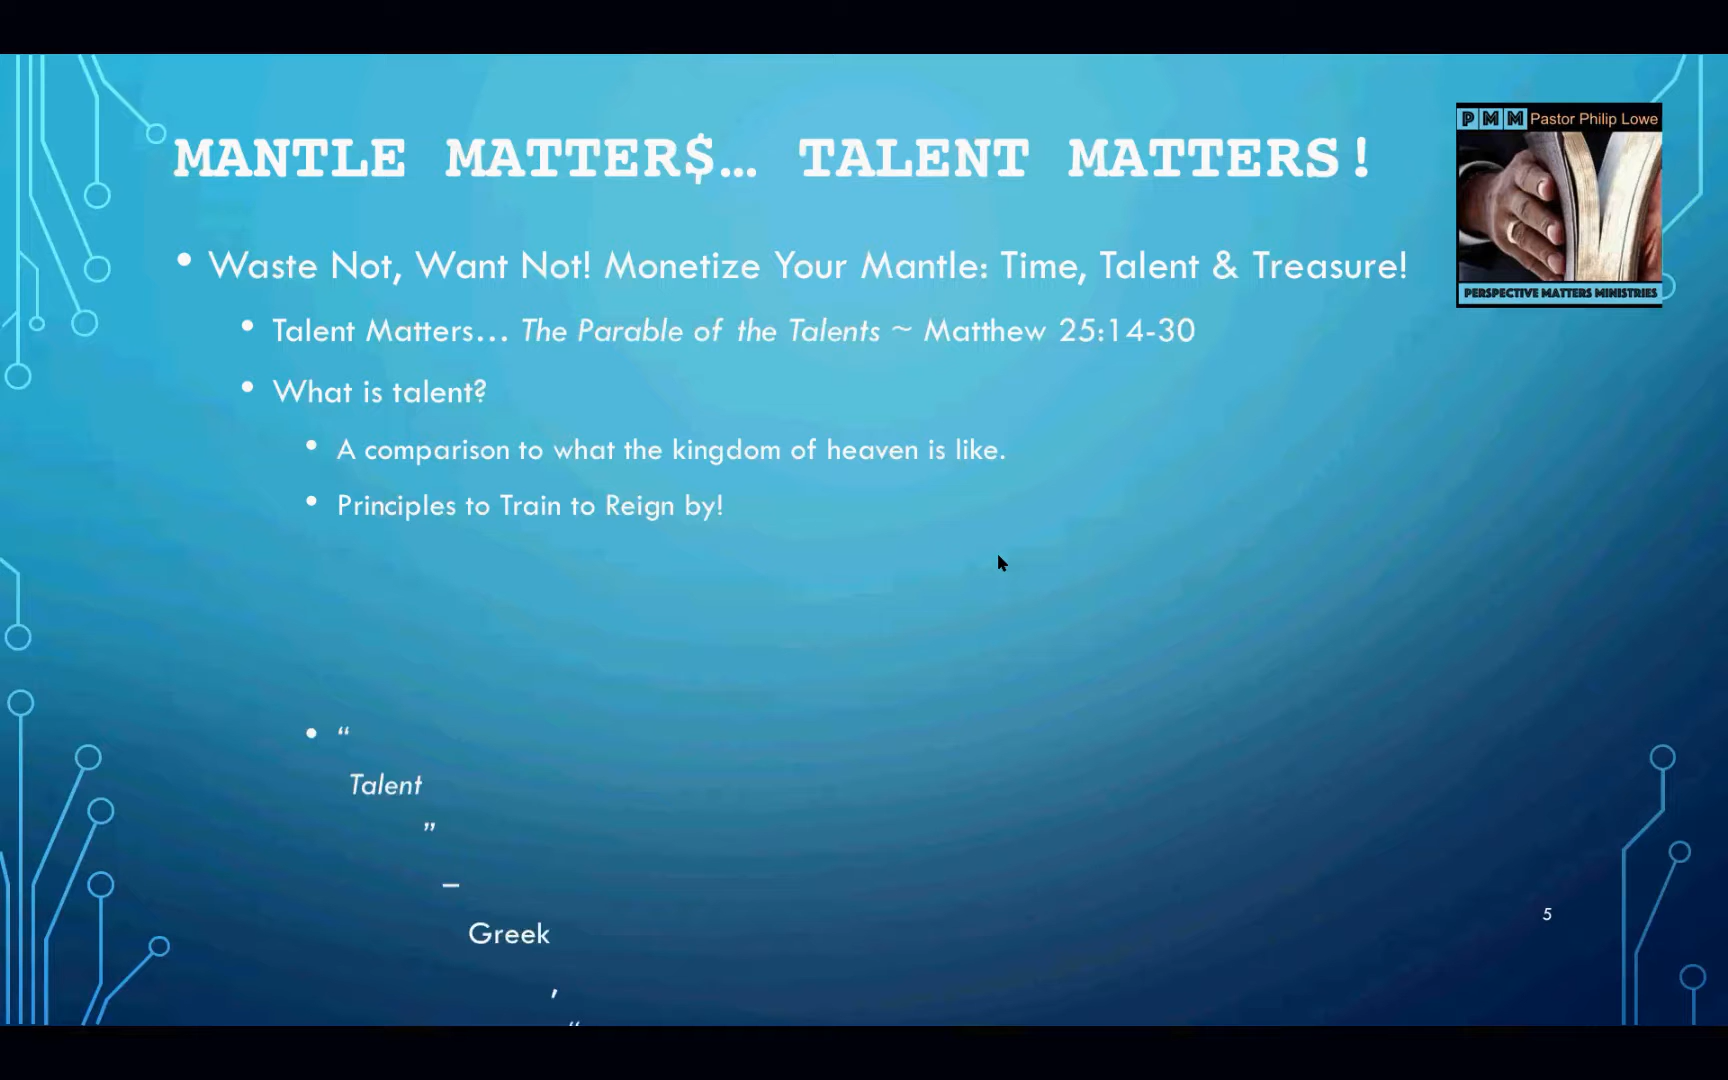 MANTLE MATTER$... TALENT MATTERS!
PMM Pastor Philip Lowe
PERSPECTIVE MATTERS MINISTRIES
• Waste Not, Want Not! Monetize Your Mantle: Time, Talent & Treasure!
• Talent Matters... The Parable of the Talents ~ Matthew 25:14-30
• What is talent?
• A comparison to what the kingdom of heaven is like.
• Principles to Train to Reign by!
• “
Talent
”
–
Greek
,
“
5